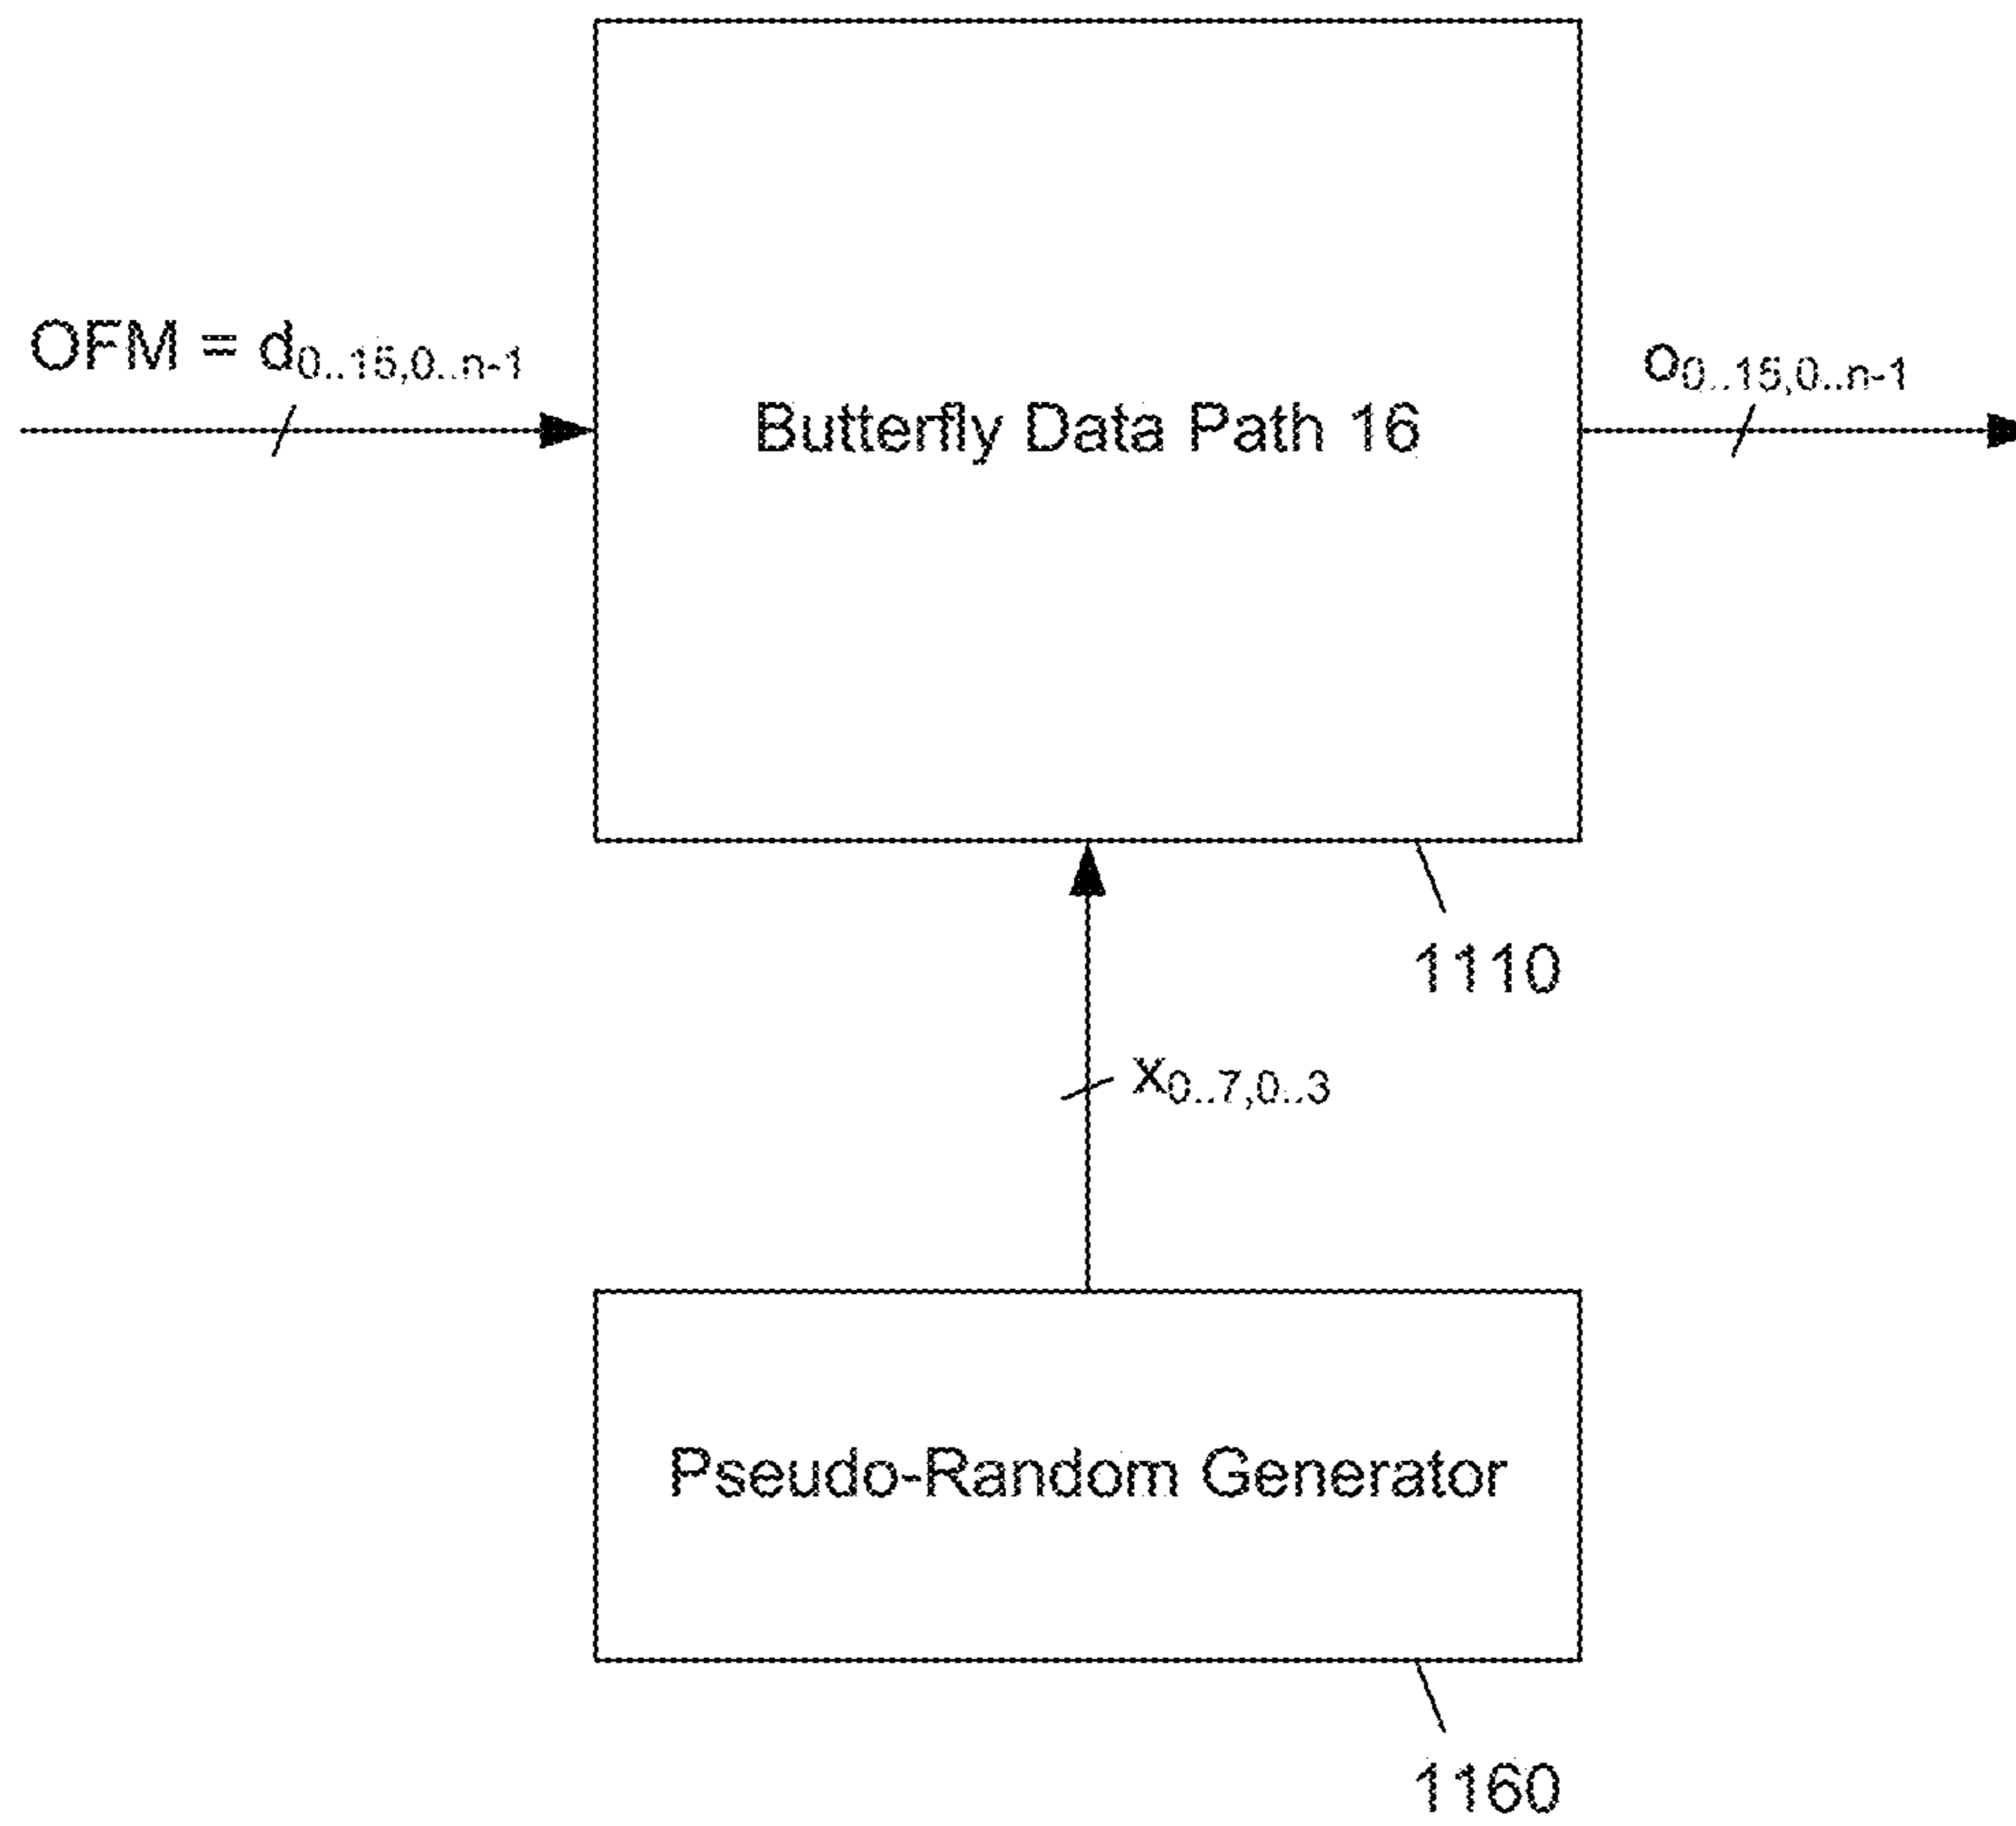 OFM = d0..15,0..n-1
o0..15,0..n-1
Butterfly Data Path 16
1110
x0..7,0..3
Pseudo-Random Generator
1160